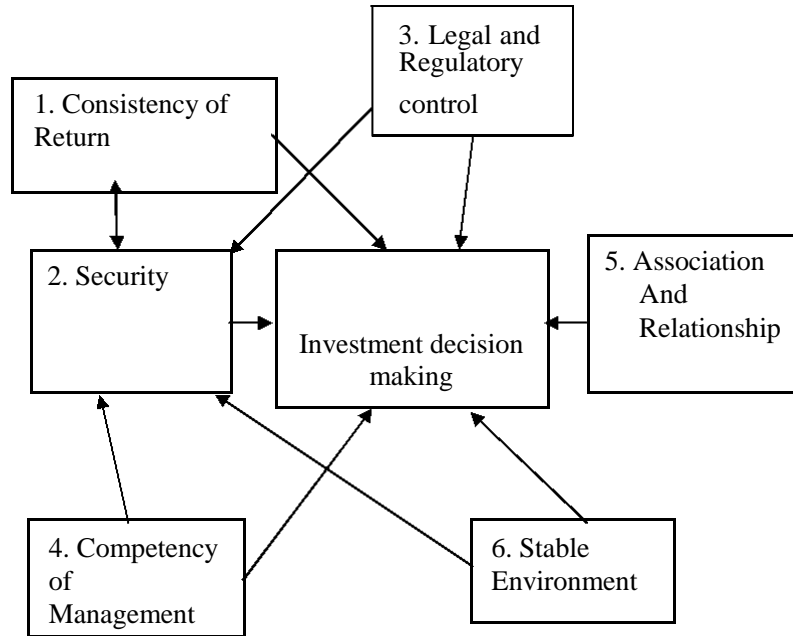 1. Consistency of
Return
3. Legal and
Regulatory
control
2. Security
Investment decision
making
5. Association
And
Relationship
4. Competency
of
Management
6. Stable
Environment